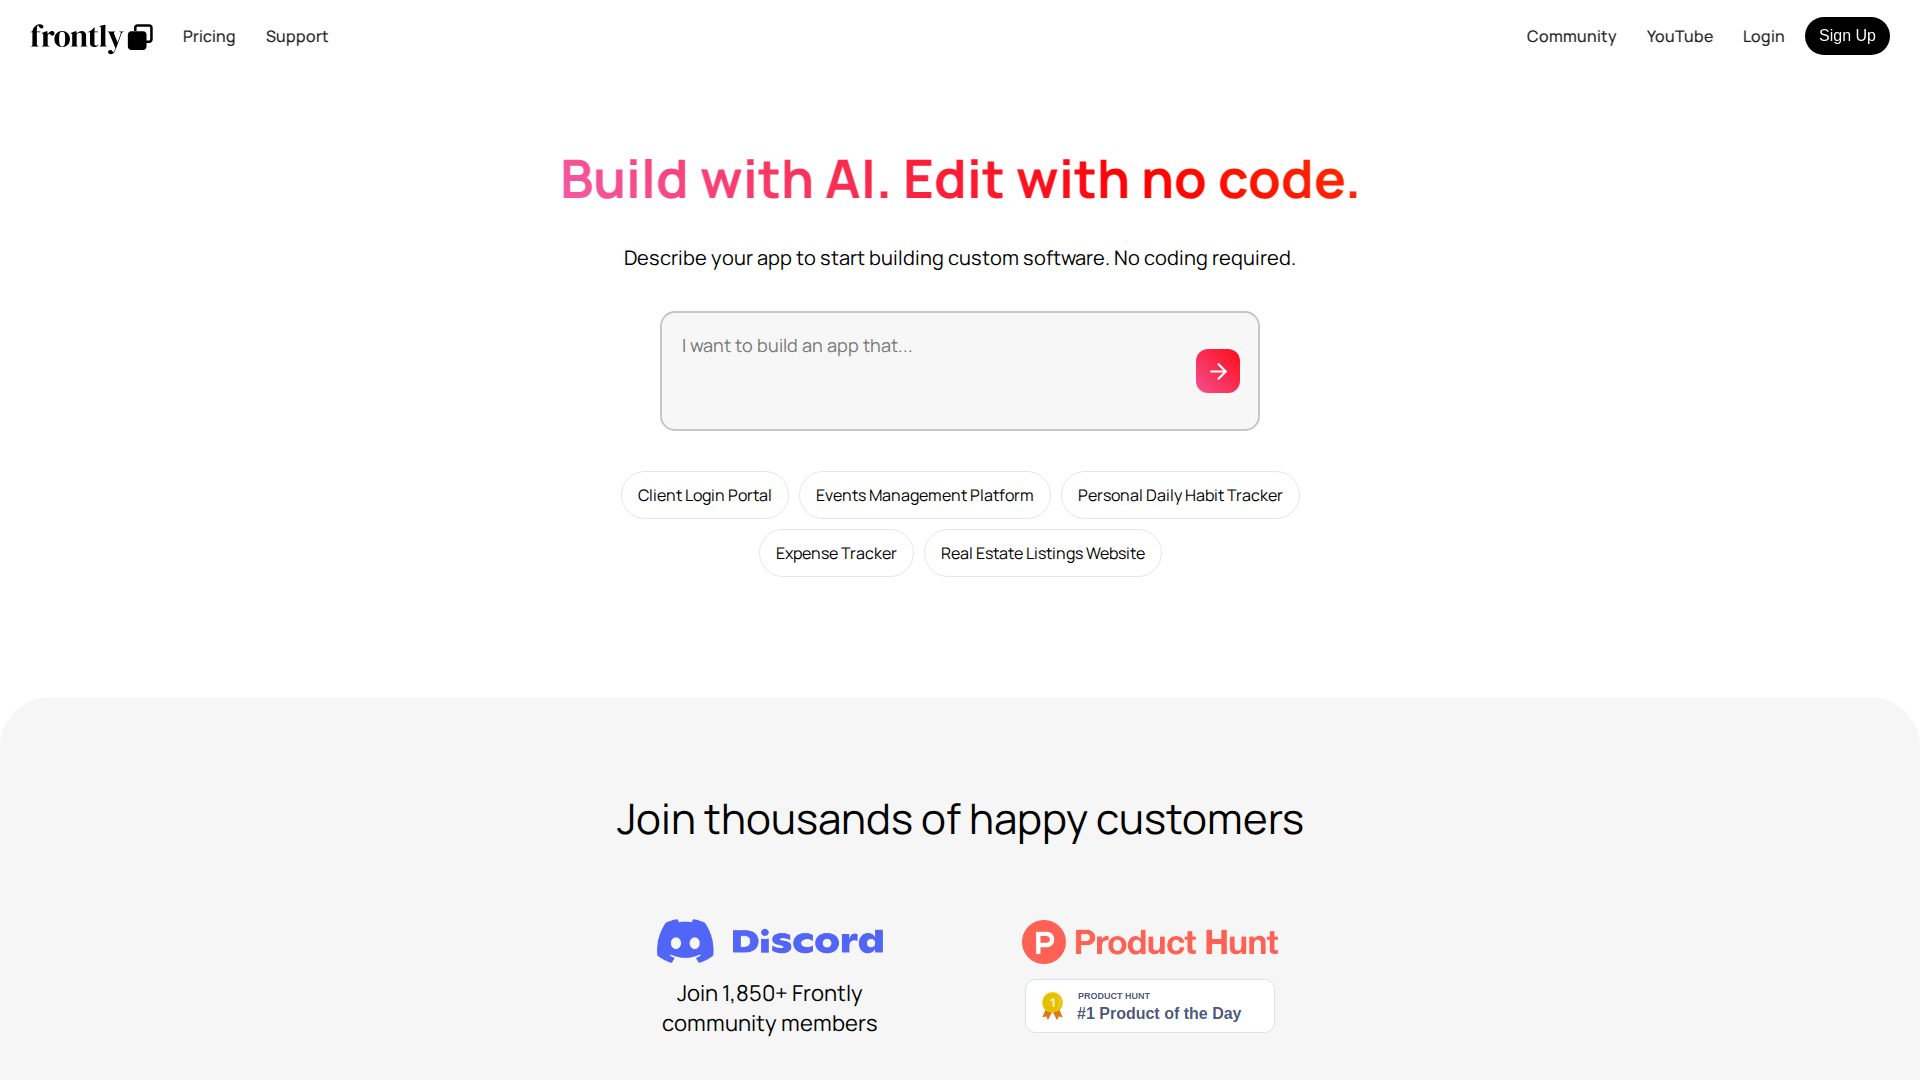 frontly
Pricing
Support
Community
YouTube
Login
Sign Up
Build with AI. Edit with no code.
Describe your app to start building custom software. No coding required.
I want to build an app that...
Client Login Portal
Events Management Platform
Personal Daily Habit Tracker
Expense Tracker
Real Estate Listings Website
Join thousands of happy customers
Discord
Join 1,850+ Frontly
community members
P Product Hunt
1
PRODUCT HUNT
#1 Product of the Day